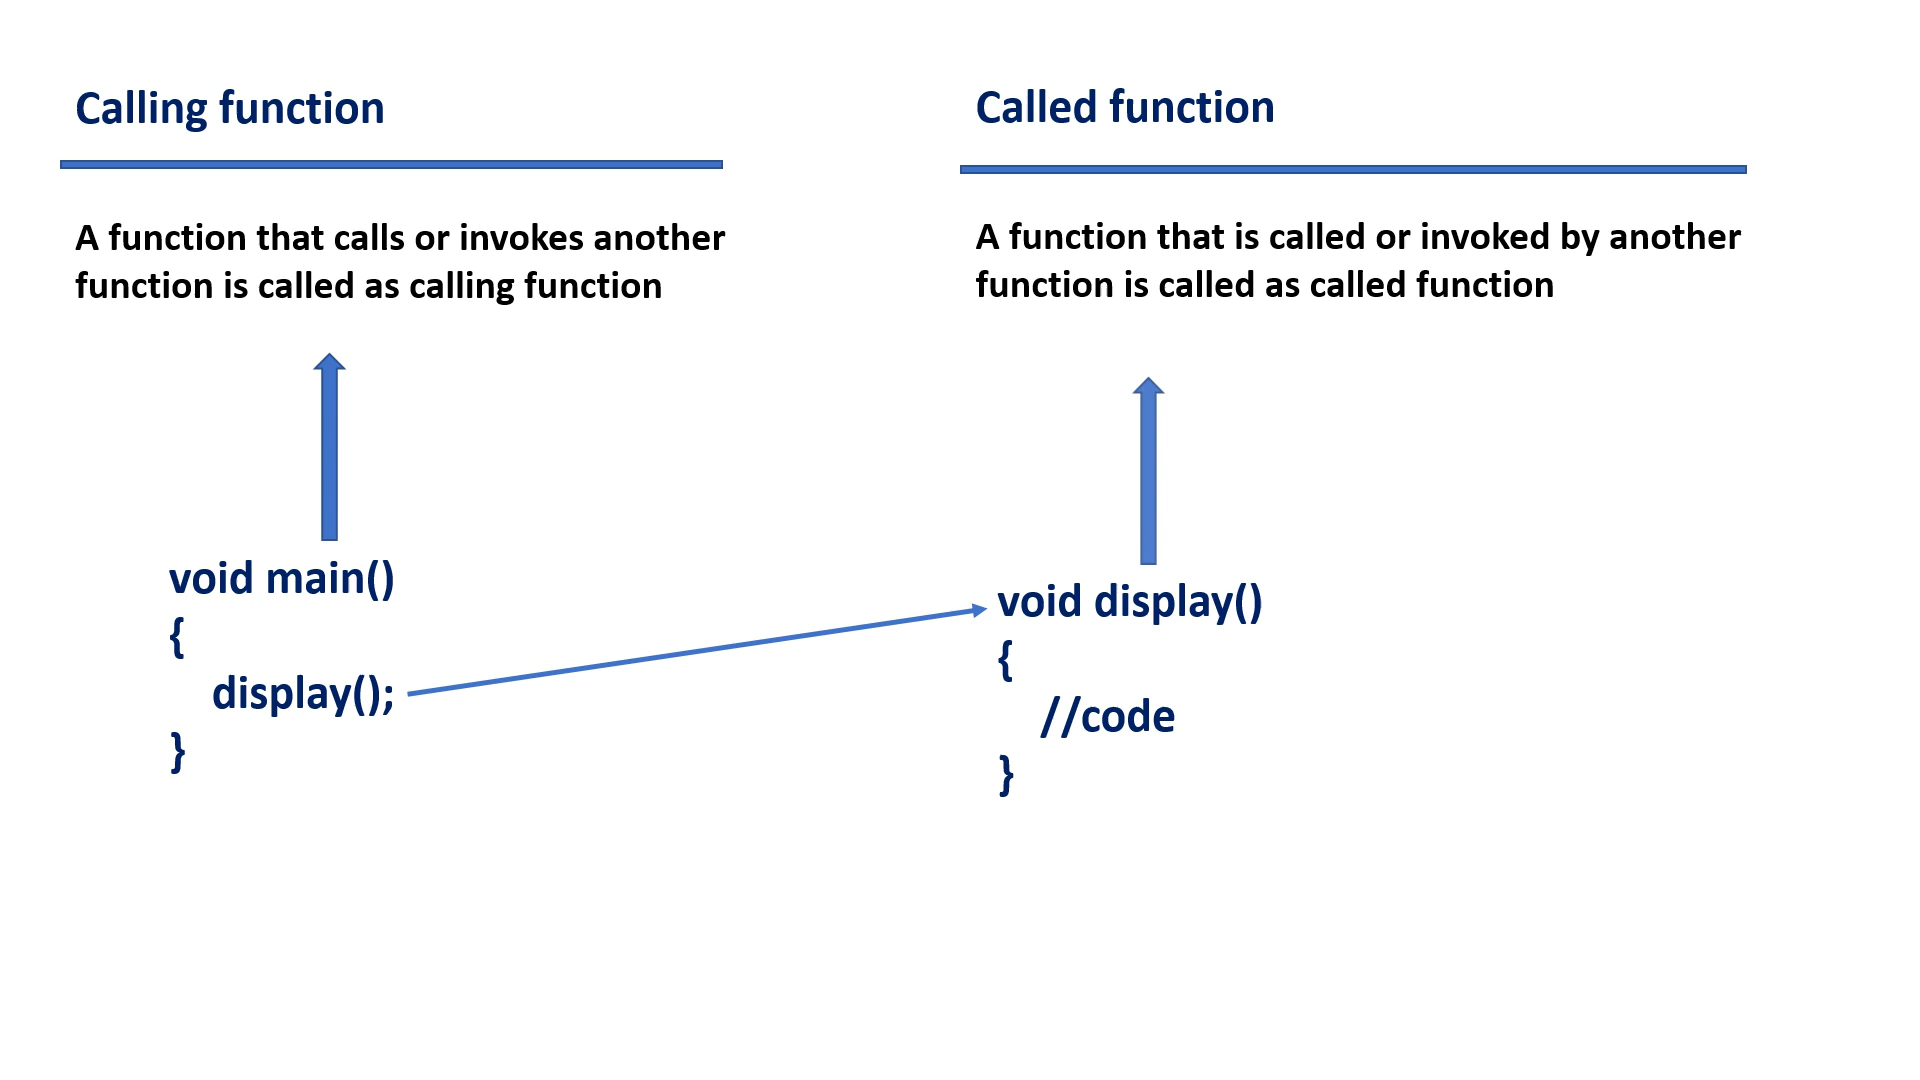 Calling function
A function that calls or invokes another
function is called as calling function
void main()
{
display();
}
Called function
A function that is called or invoked by another
function is called as called function
void display()
{
//code
}